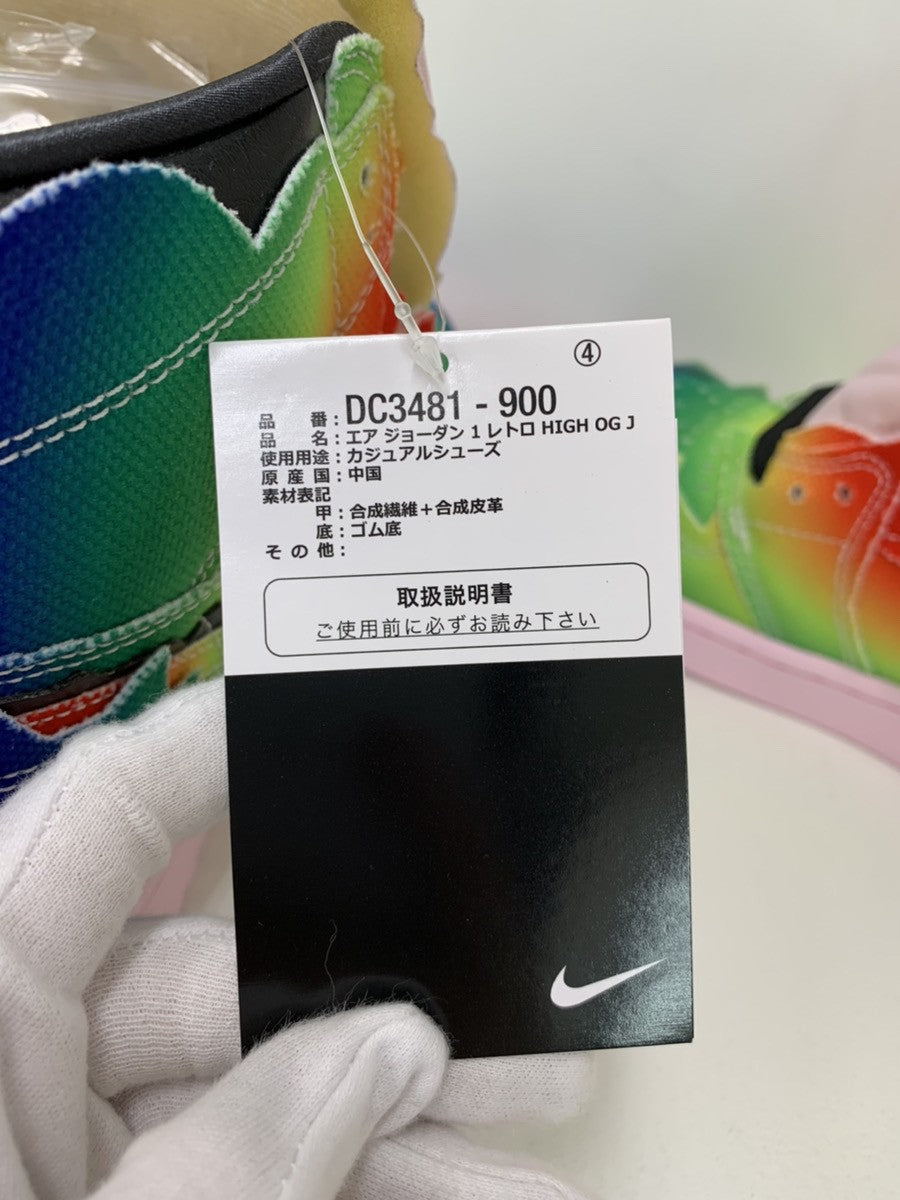 ④
品 番：DC3481 - 900
品 名：エア ジョーダン 1 レトロ HIGH OG J
使用用途：カジュアルシューズ
原 産 国：中国
素材表記
甲：合成繊維＋合成皮革
底：ゴム底
そ の 他：
取扱説明書
ご使用前に必ずお読み下さい